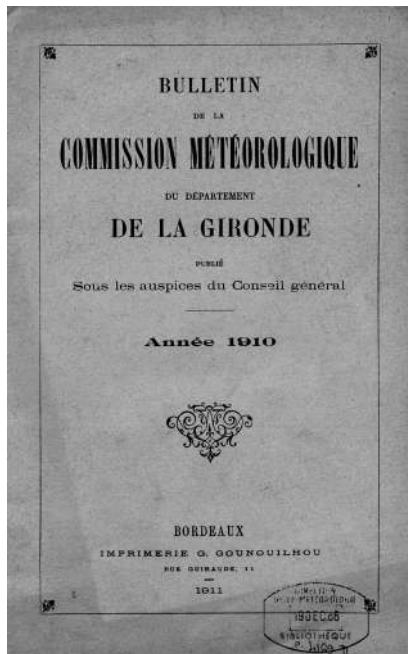 BULLETIN
DE LA
COMMISSION MÉTÉOROLOGIQUE
DU DÉPARTEMENT
DE LA GIRONDE
PUBLIÉ
Sous les auspices du Conseil général
Année 1910
BORDEAUX
IMPRIMERIE G. GOUNOUILHOU
RUE GUIRAUDE, 11
1911
BIBLIOTHÈQUE